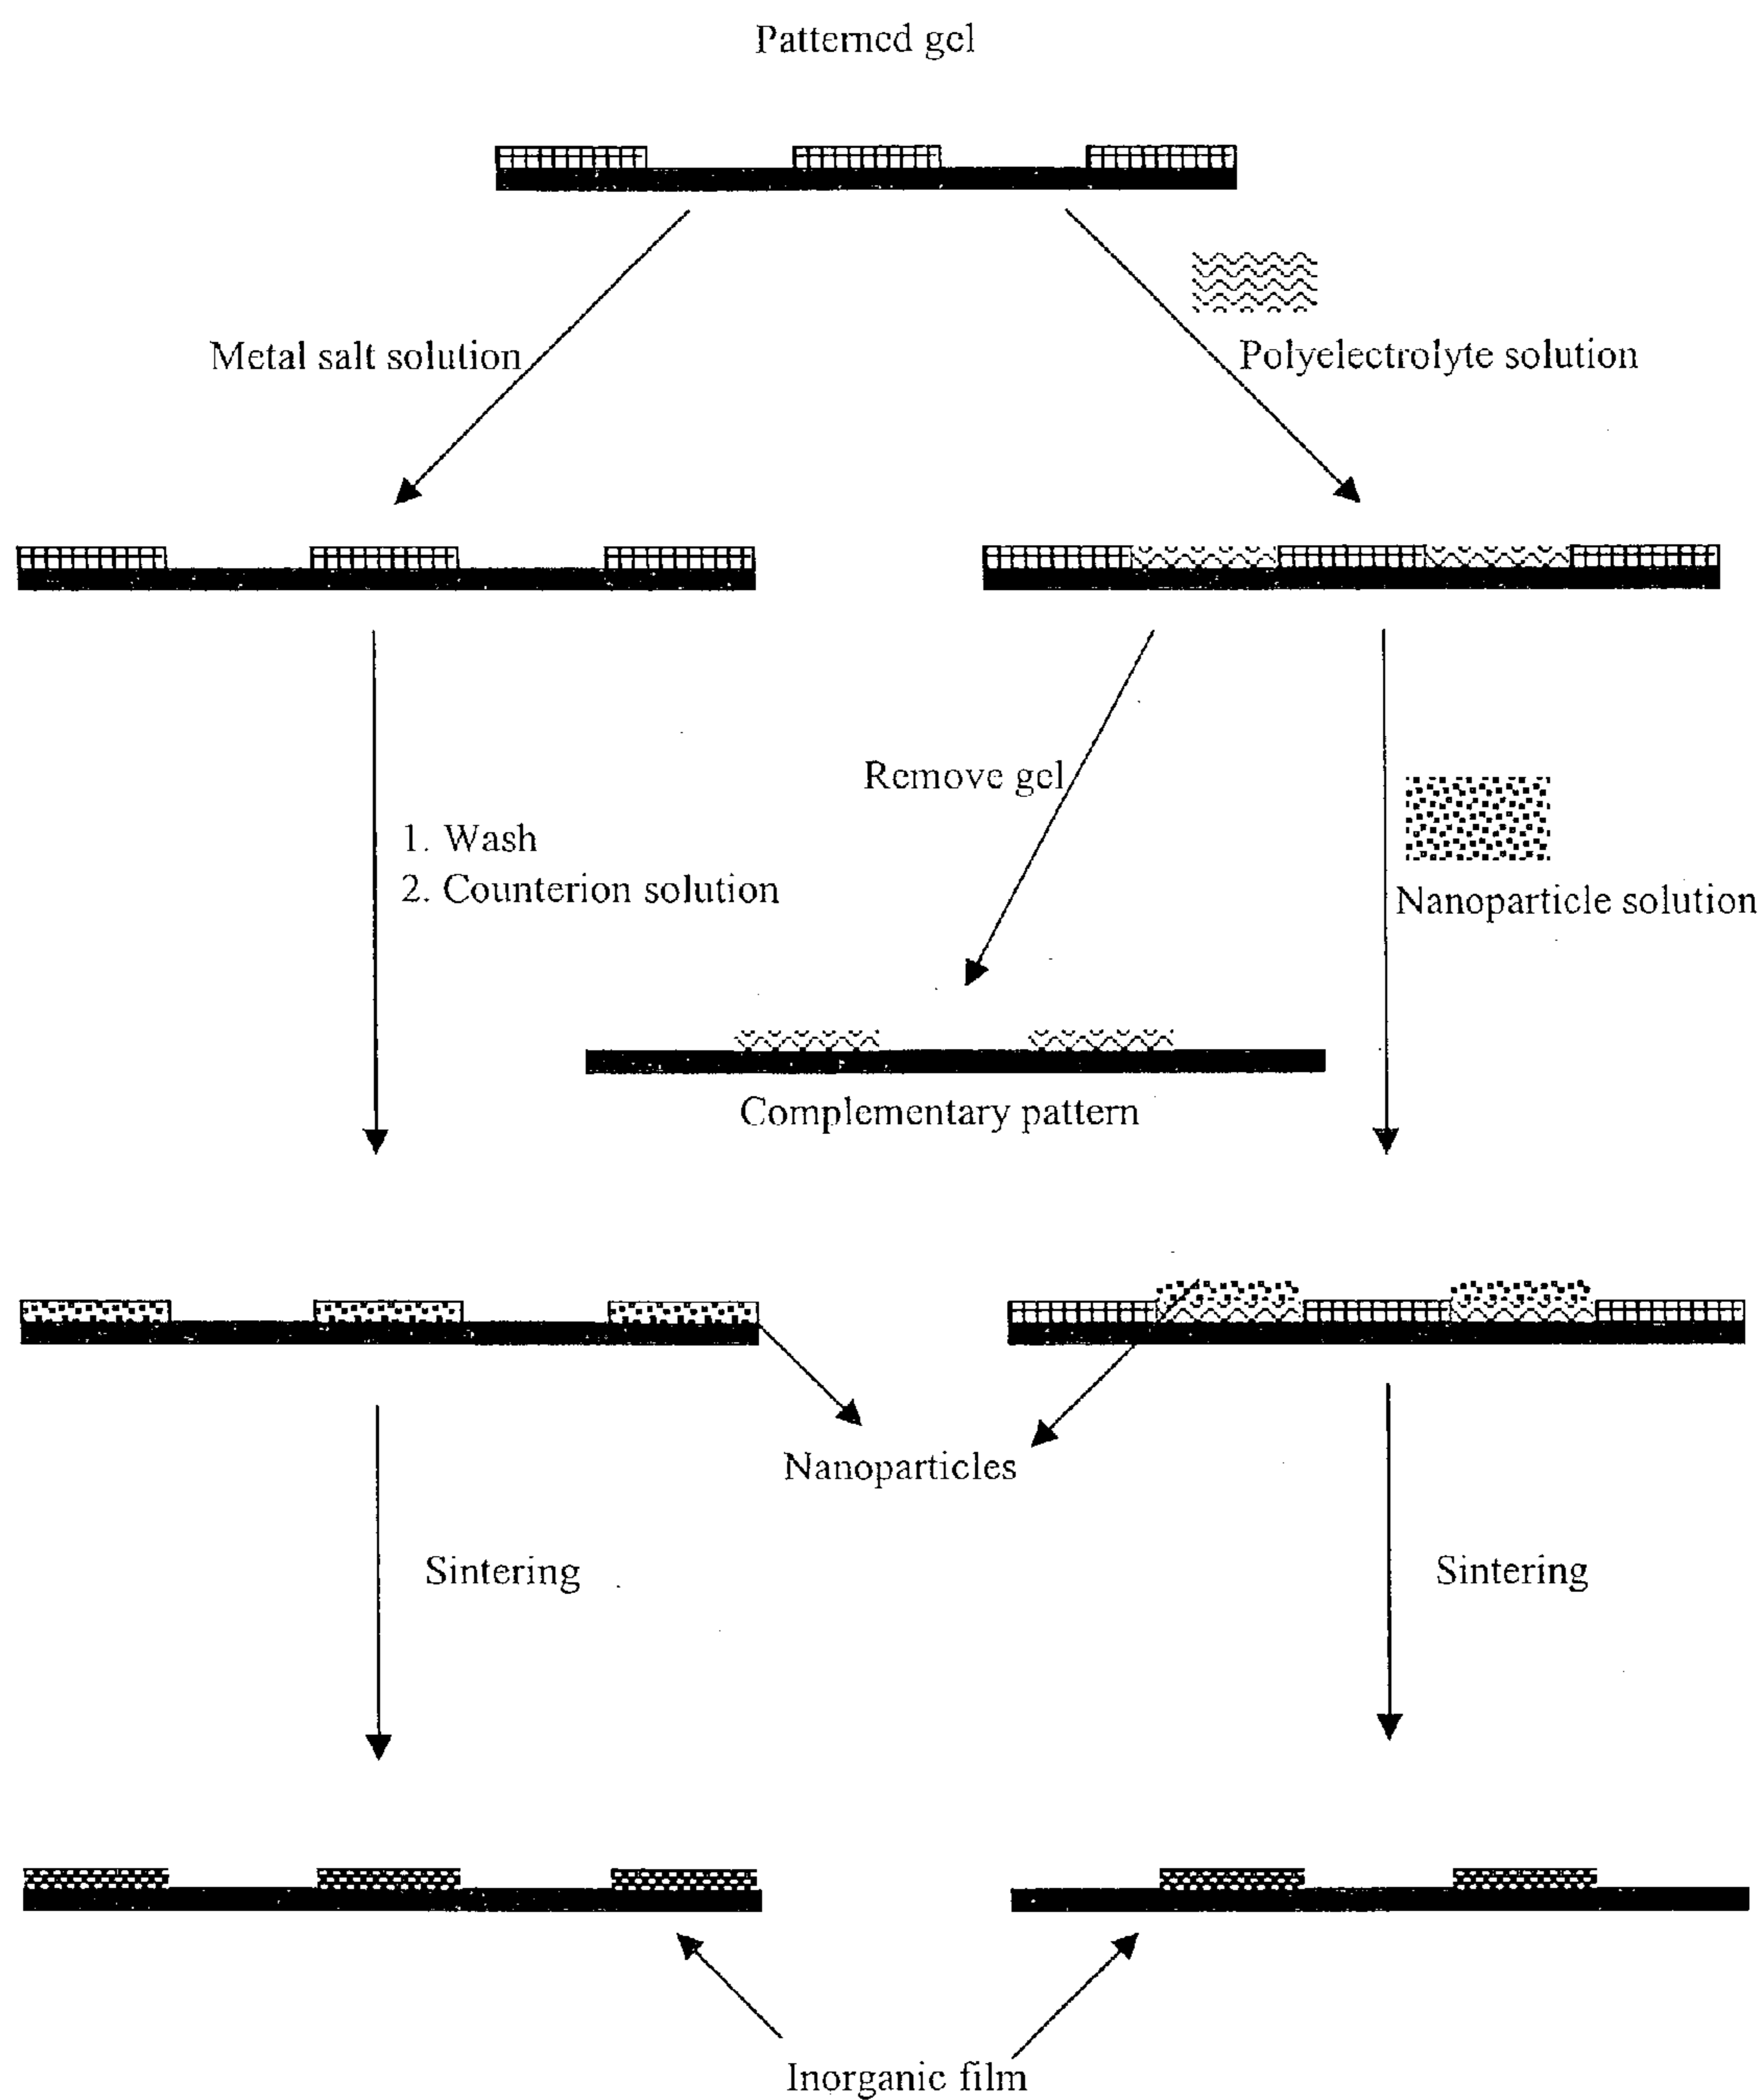 Patterned gel
Metal salt solution
Polyelectrolyte solution
Remove gel
1. Wash
2. Counterion solution
Nanoparticle solution
Complementary pattern
Nanoparticles
Sintering
Sintering
Inorganic film